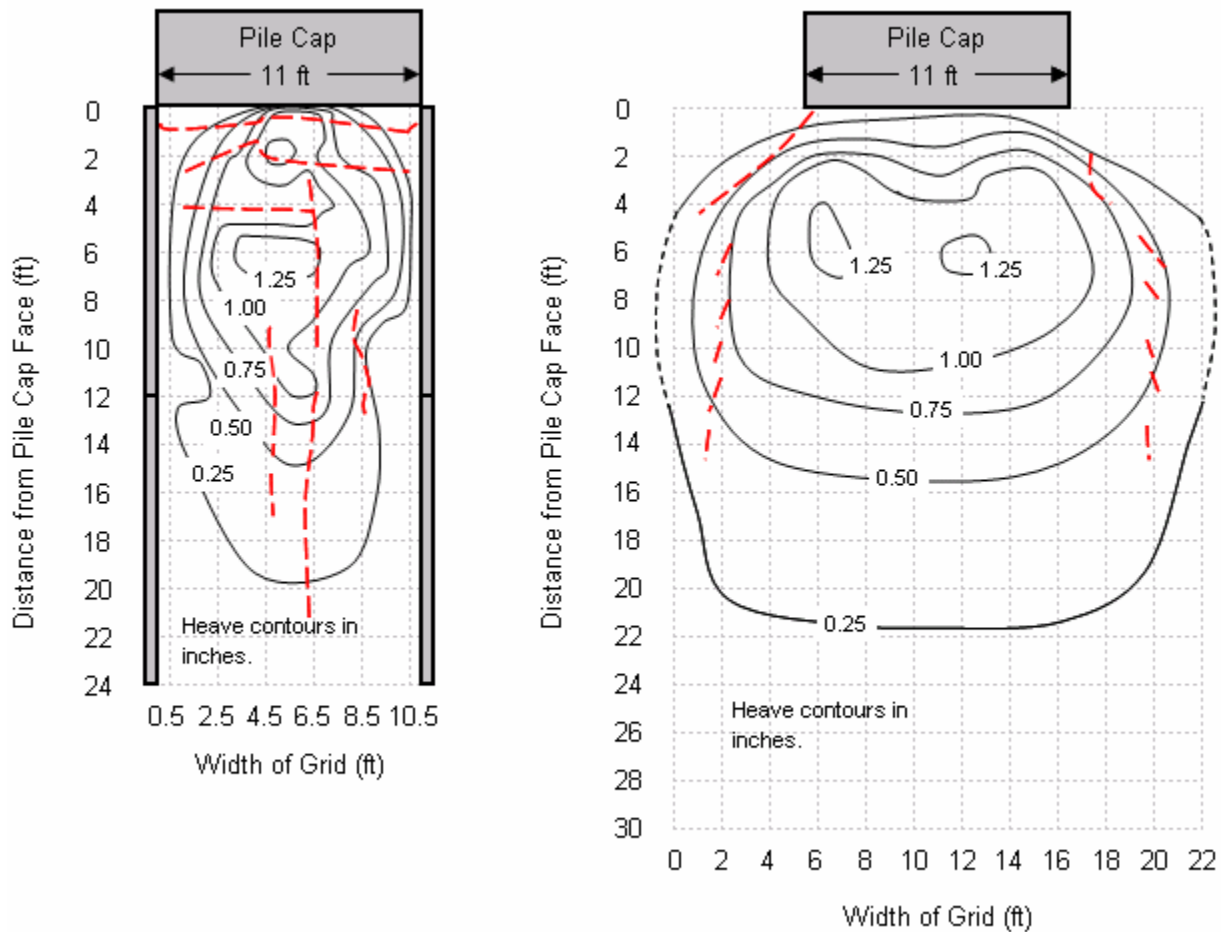 Pile Cap
11 ft
0
2
4
6
8
10
12
14
16
18
20
22
24
Distance from Pile Cap Face (ft)
1.25
1.00
0.75
0.50
0.25
Heave contours in
inches.
0.5 2.5 4.5 6.5 8.5 10.5
Width of Grid (ft)
Pile Cap
11 ft
0
2
4
6
8
10
12
14
16
18
20
22
24
26
28
30
Distance from Pile Cap Face (ft)
1.25
1.25
1.00
0.75
0.50
0.25
Heave contours in
inches.
0 2 4 6 8 10 12 14 16 18 20 22
Width of Grid (ft)